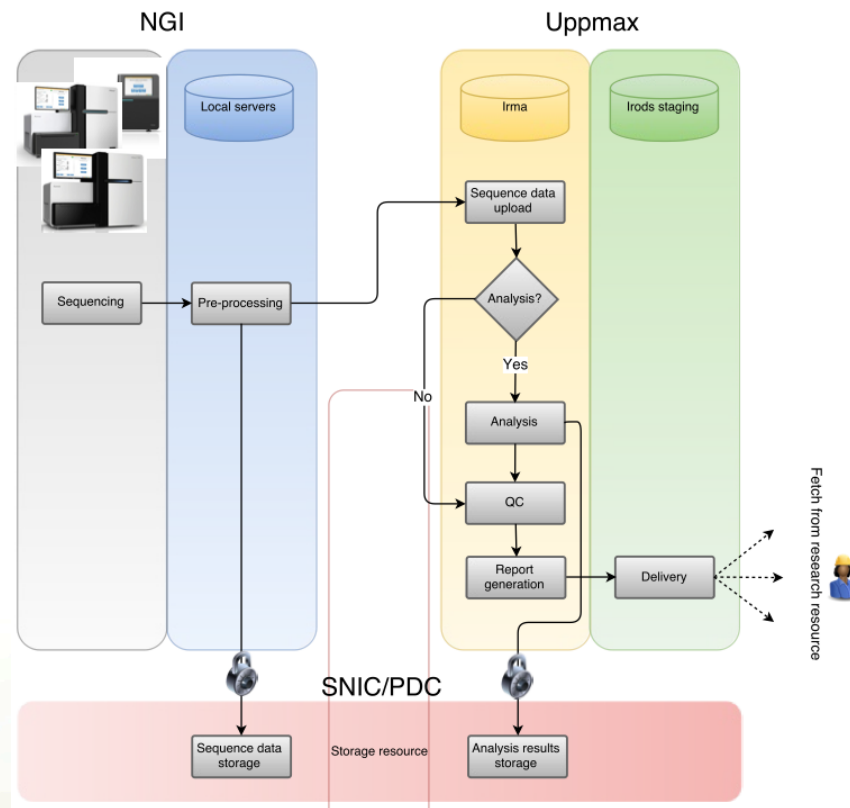 NGI
Uppmax
Local servers
Irma
Irods staging
Sequence data
upload
Sequencing
Pre-processing
Analysis?
Yes
No
Analysis
QC
Report
generation
Delivery
Fetch from research resource
SNIC/PDC
Sequence data
storage
Storage resource
Analysis results
storage